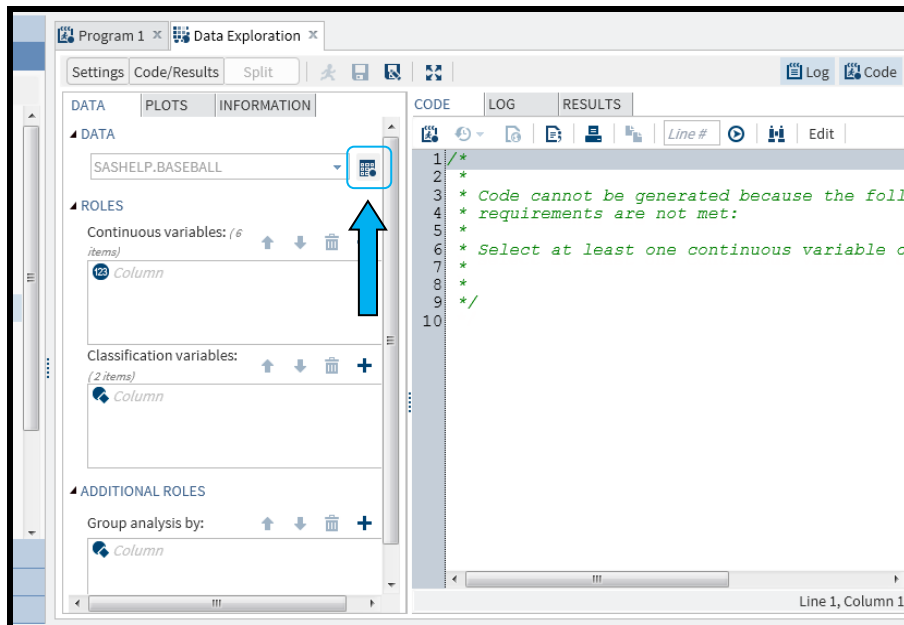 Program 1 × Data Exploration ×
Settings Code/Results Split Log Code
DATA PLOTS INFORMATION
DATA
SASHELP.BASEBALL
ROLES
Continuous variables: (6
items)
123 Column
Classification variables:
(2 items)
Column
ADDITIONAL ROLES
Group analysis by:
Column
CODE LOG RESULTS
Line # Edit
1 /*
2 *
3 * Code cannot be generated because the foll
4 * requirements are not met:
5 *
6 * Select at least one continuous variable o
7 *
8 *
9 */
10
Line 1, Column 1